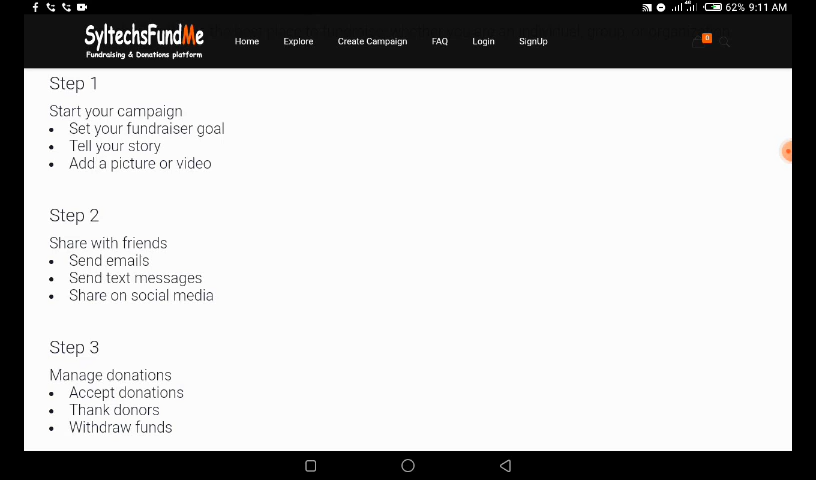 62% 9:11 AM
SyltechsFundMe
Fundraising & Donations platform
Home Explore Create Campaign FAQ Login SignUp 0
Step 1
Start your campaign
• Set your fundraiser goal
• Tell your story
• Add a picture or video
Step 2
Share with friends
• Send emails
• Send text messages
• Share on social media
Step 3
Manage donations
• Accept donations
• Thank donors
• Withdraw funds